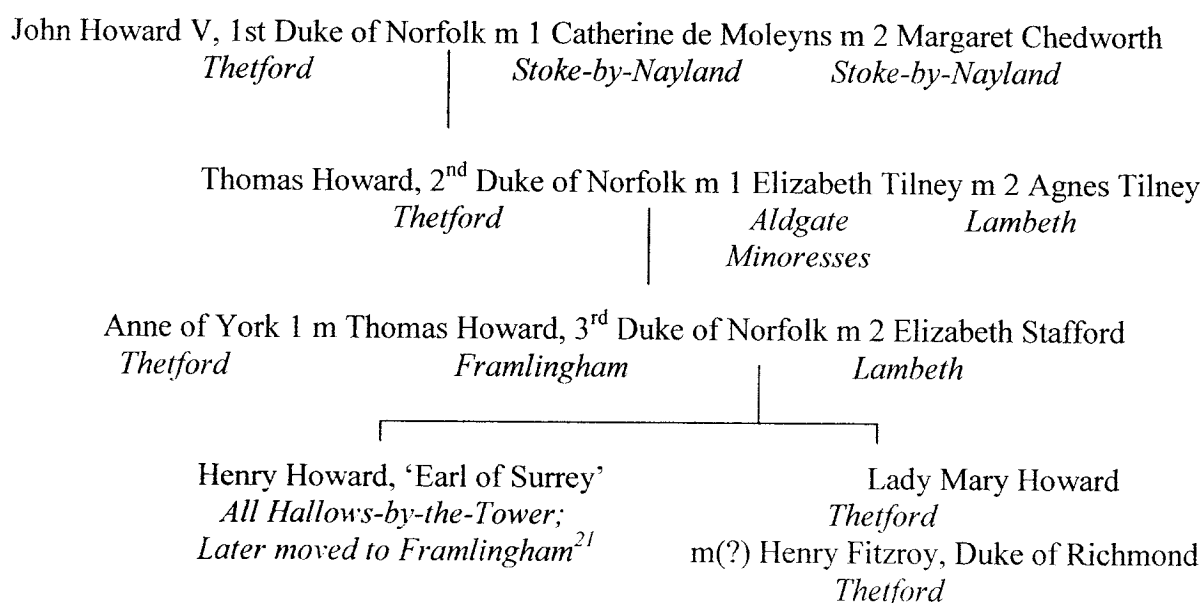 John Howard V, 1st Duke of Norfolk m 1 Catherine de Moleyns m 2 Margaret Chedworth
Thetford Stoke-by-Nayland Stoke-by-Nayland
Thomas Howard, 2nd Duke of Norfolk m 1 Elizabeth Tilney m 2 Agnes Tilney
Thetford Aldgate Lambeth
Minoresses
Anne of York 1 m Thomas Howard, 3rd Duke of Norfolk m 2 Elizabeth Stafford
Thetford Framlingham Lambeth
Henry Howard, ‘Earl of Surrey’ Lady Mary Howard
All Hallows-by-the-Tower; Thetford
Later moved to Framlingham21 m(?) Henry Fitzroy, Duke of Richmond
Thetford